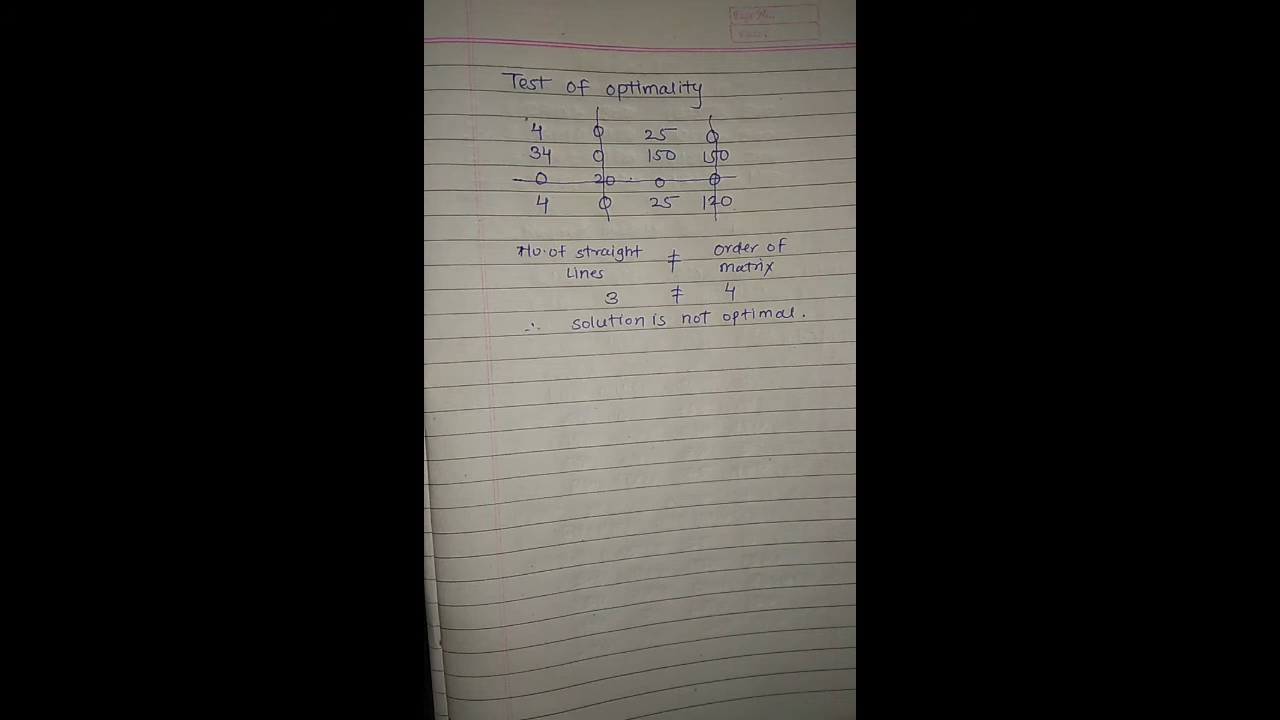 Test of optimality
4 0 25 0
34 0 150 150
0 20 0 0
4 0 25 120
No. of straight Lines ≠ order of matrix
3 ≠ 4
∴ solution is not optimal.